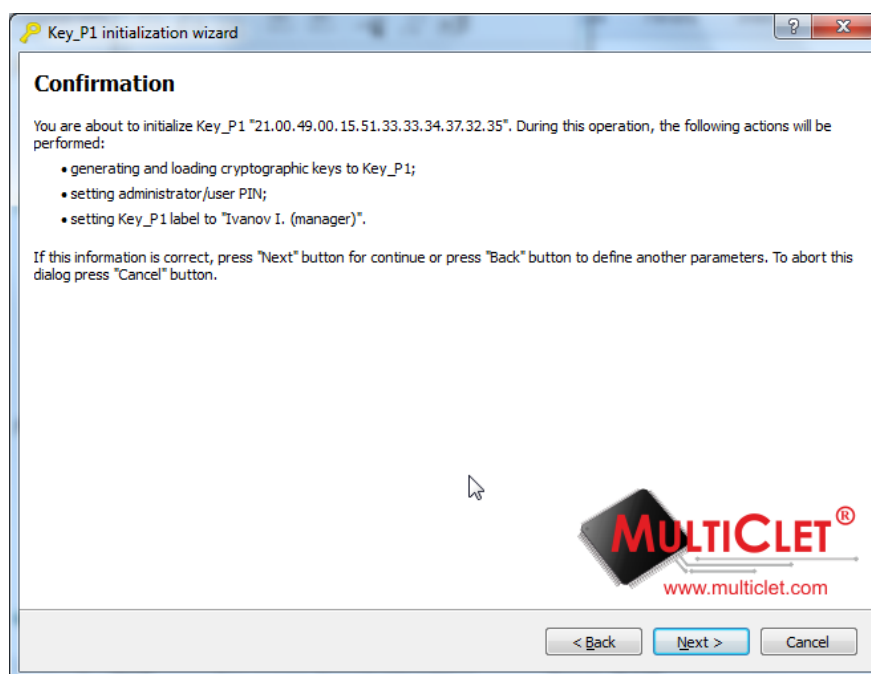 Key_P1 initialization wizard
Confirmation
You are about to initialize Key_P1 "21.00.49.00.15.51.33.33.34.37.32.35". During this operation, the following actions will be
performed:
• generating and loading cryptographic keys to Key_P1;
• setting administrator/user PIN;
• setting Key_P1 label to "Ivanov I. (manager)".
If this information is correct, press "Next" button for continue or press "Back" button to define another parameters. To abort this
dialog press "Cancel" button.
MULTICLET®
www.multiclet.com
< Back
Next >
Cancel